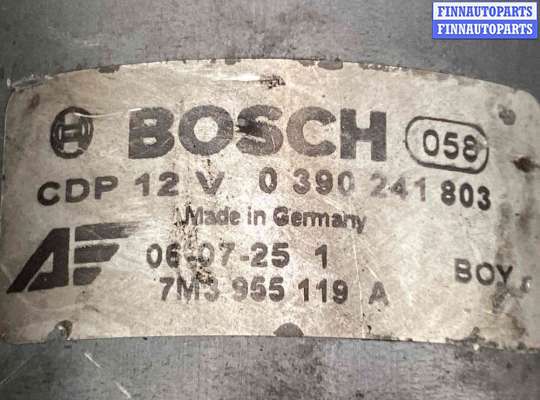 FINNAUTOPARTS
FINNAUTOPARTS
BOSCH 058
CDP 12 V 0 390 241 803
Made in Germany
AF 06-07-25 1
7M3 955 119 A
BOY